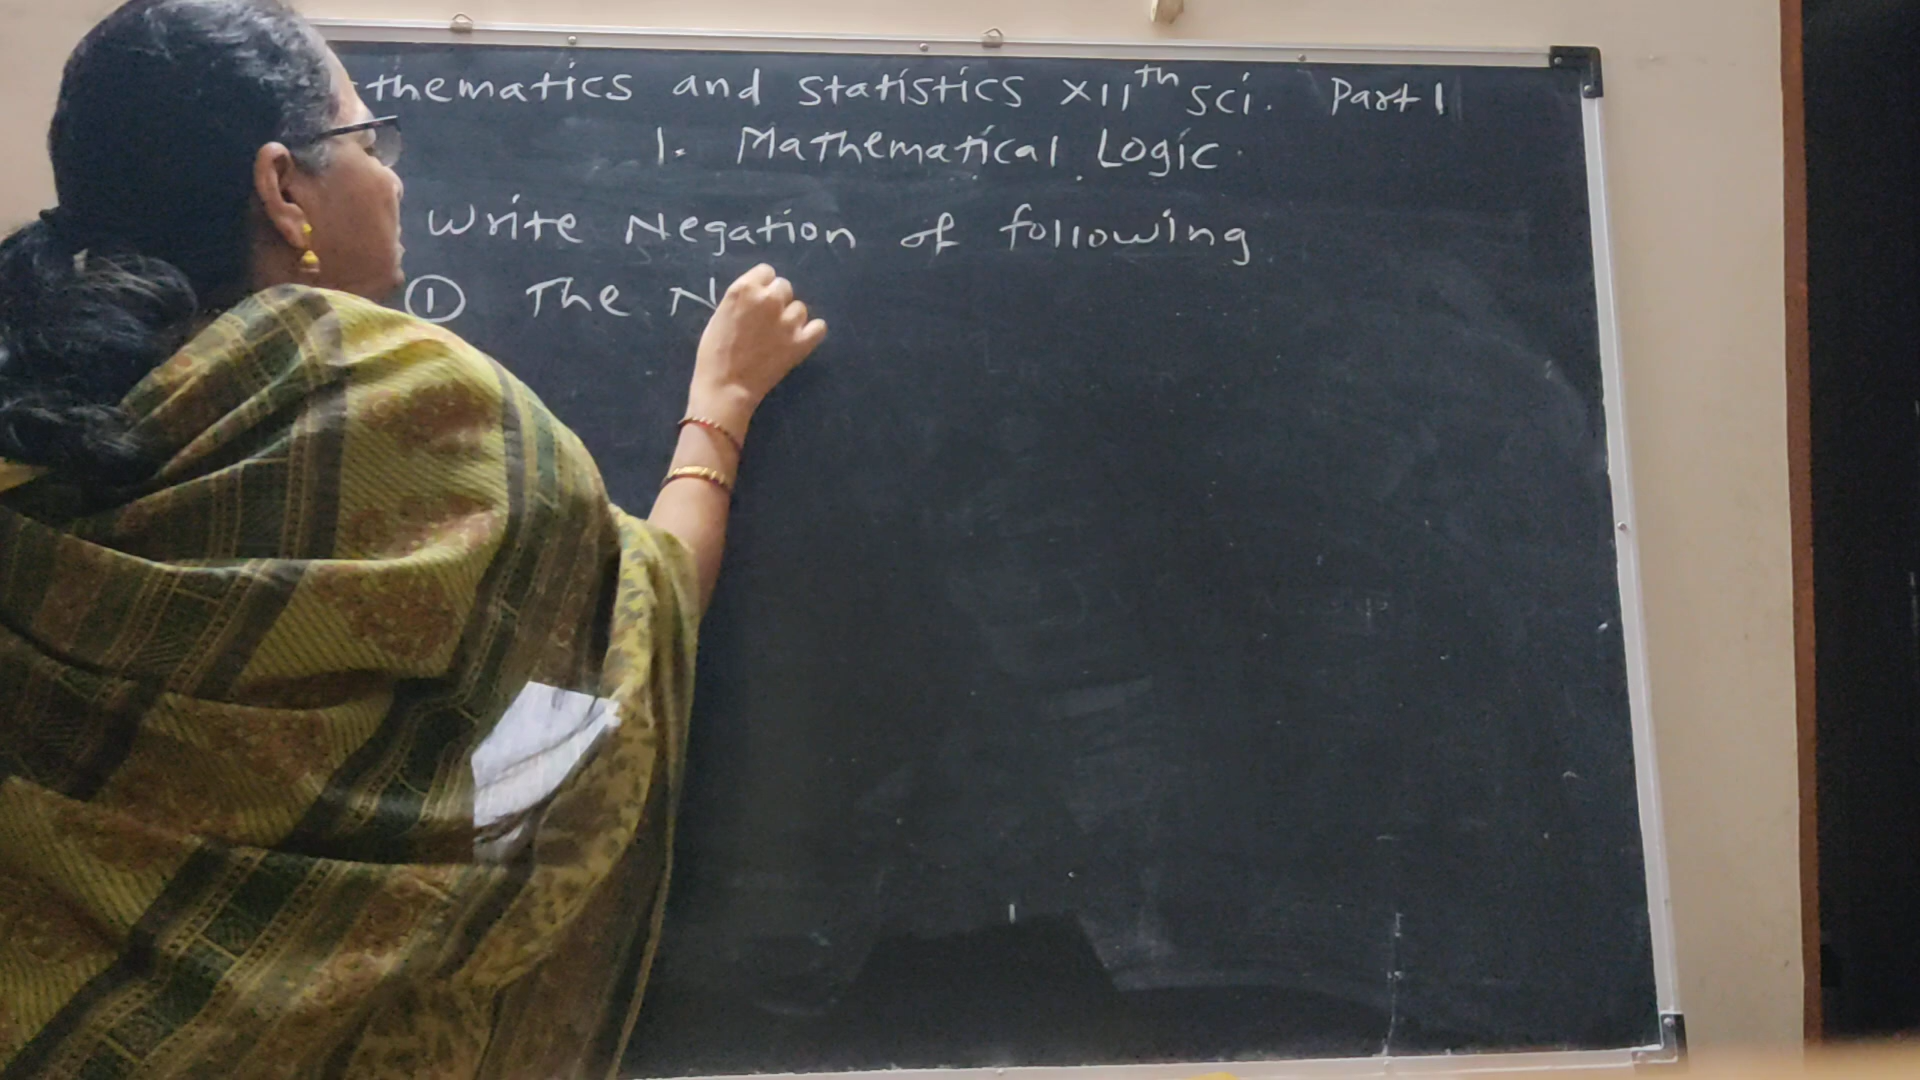 thematics and Statistics XIIth Sci. Part 1
1. Mathematical Logic
Write Negation of following
① The N